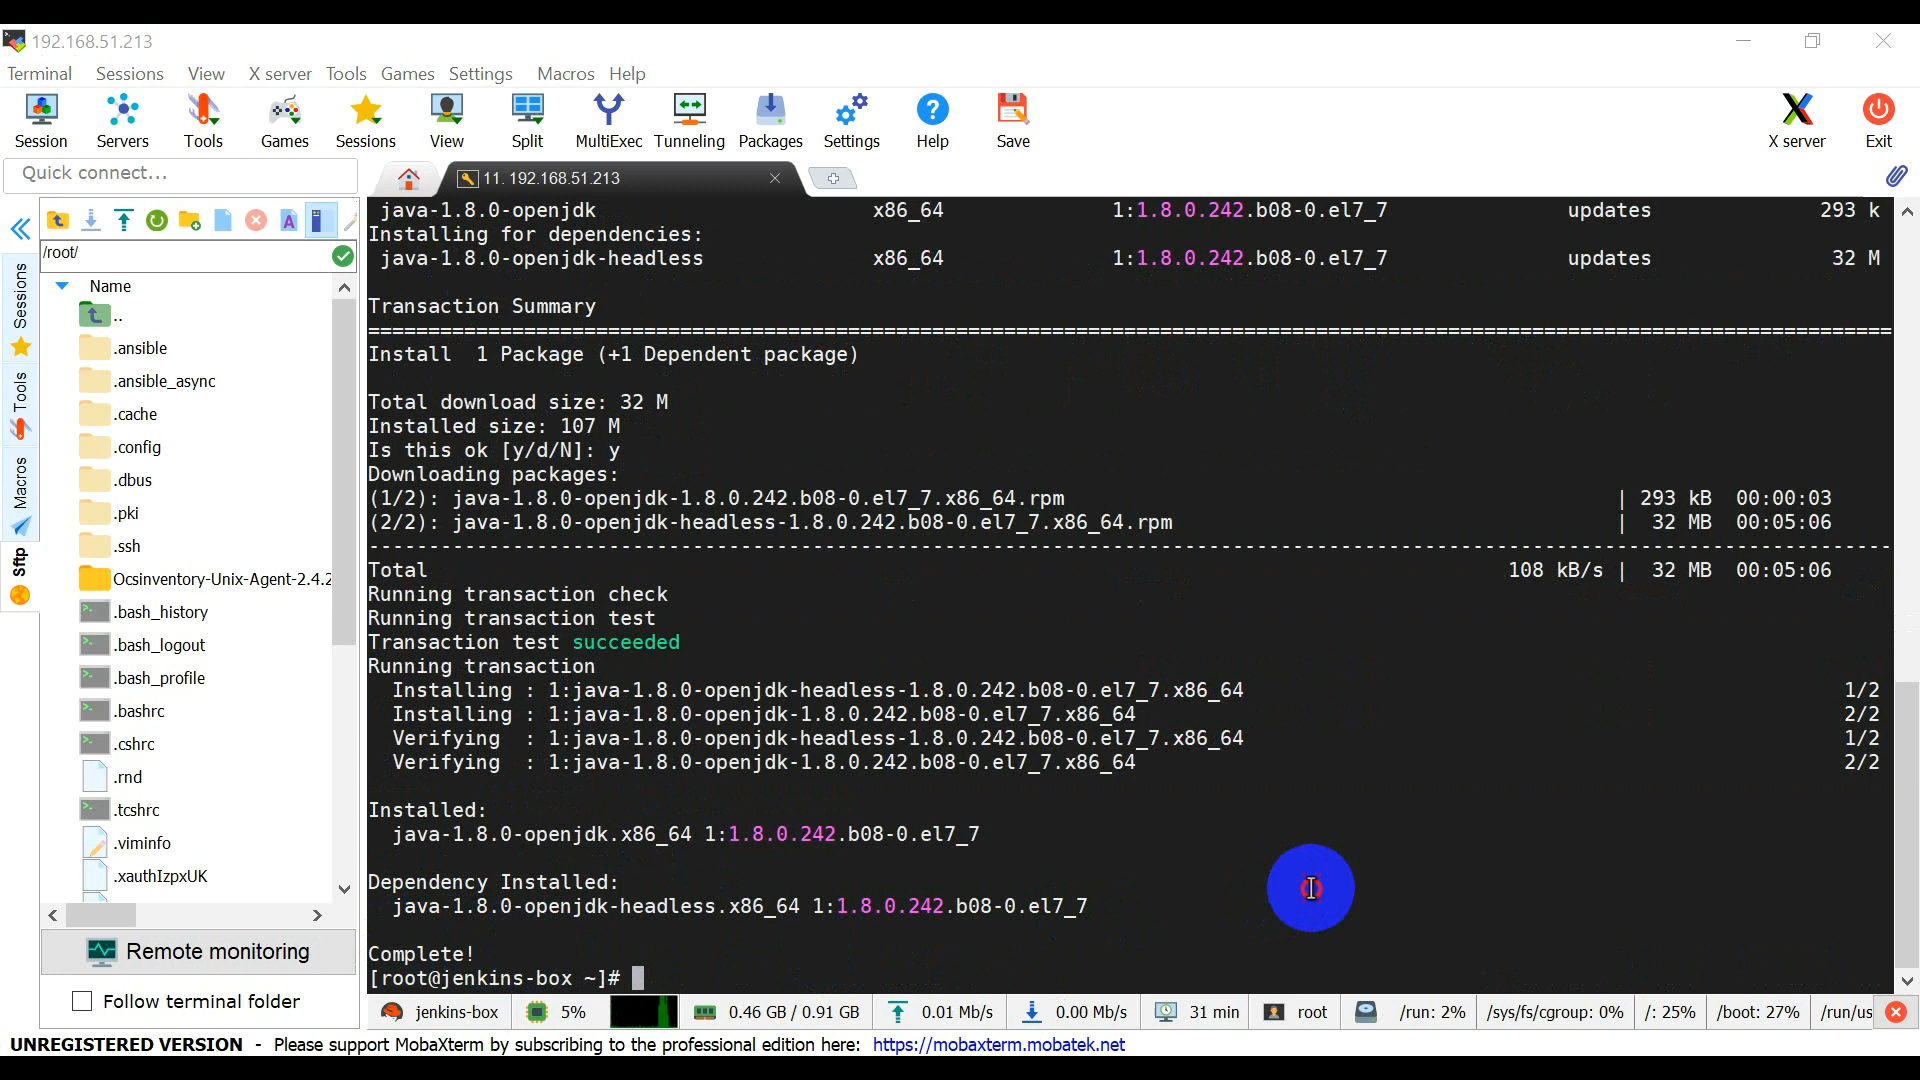 192.168.51.213
Terminal Sessions View X server Tools Games Settings Macros Help
Session Servers Tools Games Sessions View Split MultiExec Tunneling Packages Settings Help Save X server Exit
Quick connect...
11. 192.168.51.213
/root/
Name
..
.ansible
.ansible_async
.cache
.config
.dbus
.pki
.ssh
Ocsinventory-Unix-Agent-2.4.2
.bash_history
.bash_logout
.bash_profile
.bashrc
.cshrc
.rnd
.tcshrc
.viminfo
.xauthIzpxUK
Sessions
Tools
Macros
Sftp
Remote monitoring
Follow terminal folder
java-1.8.0-openjdk x86_64 1:1.8.0.242.b08-0.el7_7 updates 293 k
Installing for dependencies:
java-1.8.0-openjdk-headless x86_64 1:1.8.0.242.b08-0.el7_7 updates 32 M
Transaction Summary
Install 1 Package (+1 Dependent package)
Total download size: 32 M
Installed size: 107 M
Is this ok [y/d/N]: y
Downloading packages:
(1/2): java-1.8.0-openjdk-1.8.0.242.b08-0.el7_7.x86_64.rpm | 293 kB 00:00:03
(2/2): java-1.8.0-openjdk-headless-1.8.0.242.b08-0.el7_7.x86_64.rpm | 32 MB 00:05:06
Total 108 kB/s | 32 MB 00:05:06
Running transaction check
Running transaction test
Transaction test succeeded
Running transaction
Installing : 1:java-1.8.0-openjdk-headless-1.8.0.242.b08-0.el7_7.x86_64 1/2
Installing : 1:java-1.8.0-openjdk-1.8.0.242.b08-0.el7_7.x86_64 2/2
Verifying : 1:java-1.8.0-openjdk-headless-1.8.0.242.b08-0.el7_7.x86_64 1/2
Verifying : 1:java-1.8.0-openjdk-1.8.0.242.b08-0.el7_7.x86_64 2/2
Installed:
java-1.8.0-openjdk.x86_64 1:1.8.0.242.b08-0.el7_7
Dependency Installed:
java-1.8.0-openjdk-headless.x86_64 1:1.8.0.242.b08-0.el7_7
Complete!
[root@jenkins-box ~]#
jenkins-box 5% 0.46 GB / 0.91 GB 0.01 Mb/s 0.00 Mb/s 31 min root /run: 2% /sys/fs/cgroup: 0% /: 25% /boot: 27% /run/us
UNREGISTERED VERSION - Please support MobaXterm by subscribing to the professional edition here: https://mobaxterm.mobatek.net